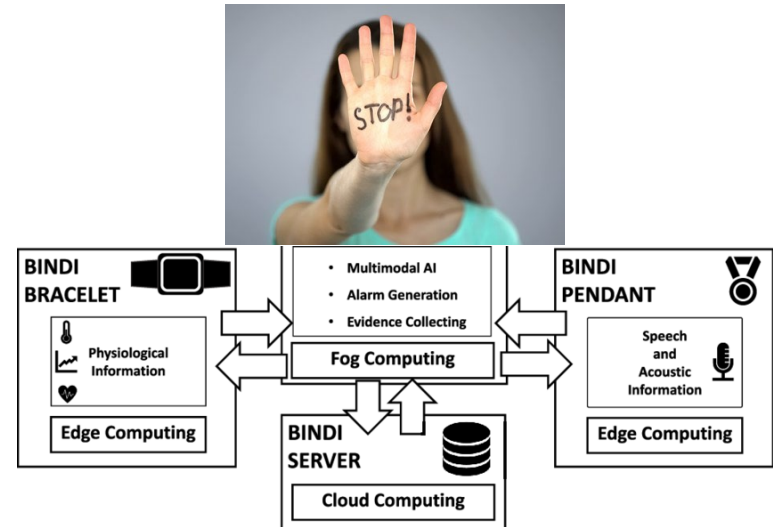 STOP!
BINDI
BRACELET
Physiological
Information
Edge Computing
• Multimodal AI
• Alarm Generation
• Evidence Collecting
Fog Computing
BINDI
PENDANT
Speech
and
Acoustic
Information
Edge Computing
BINDI
SERVER
Cloud Computing